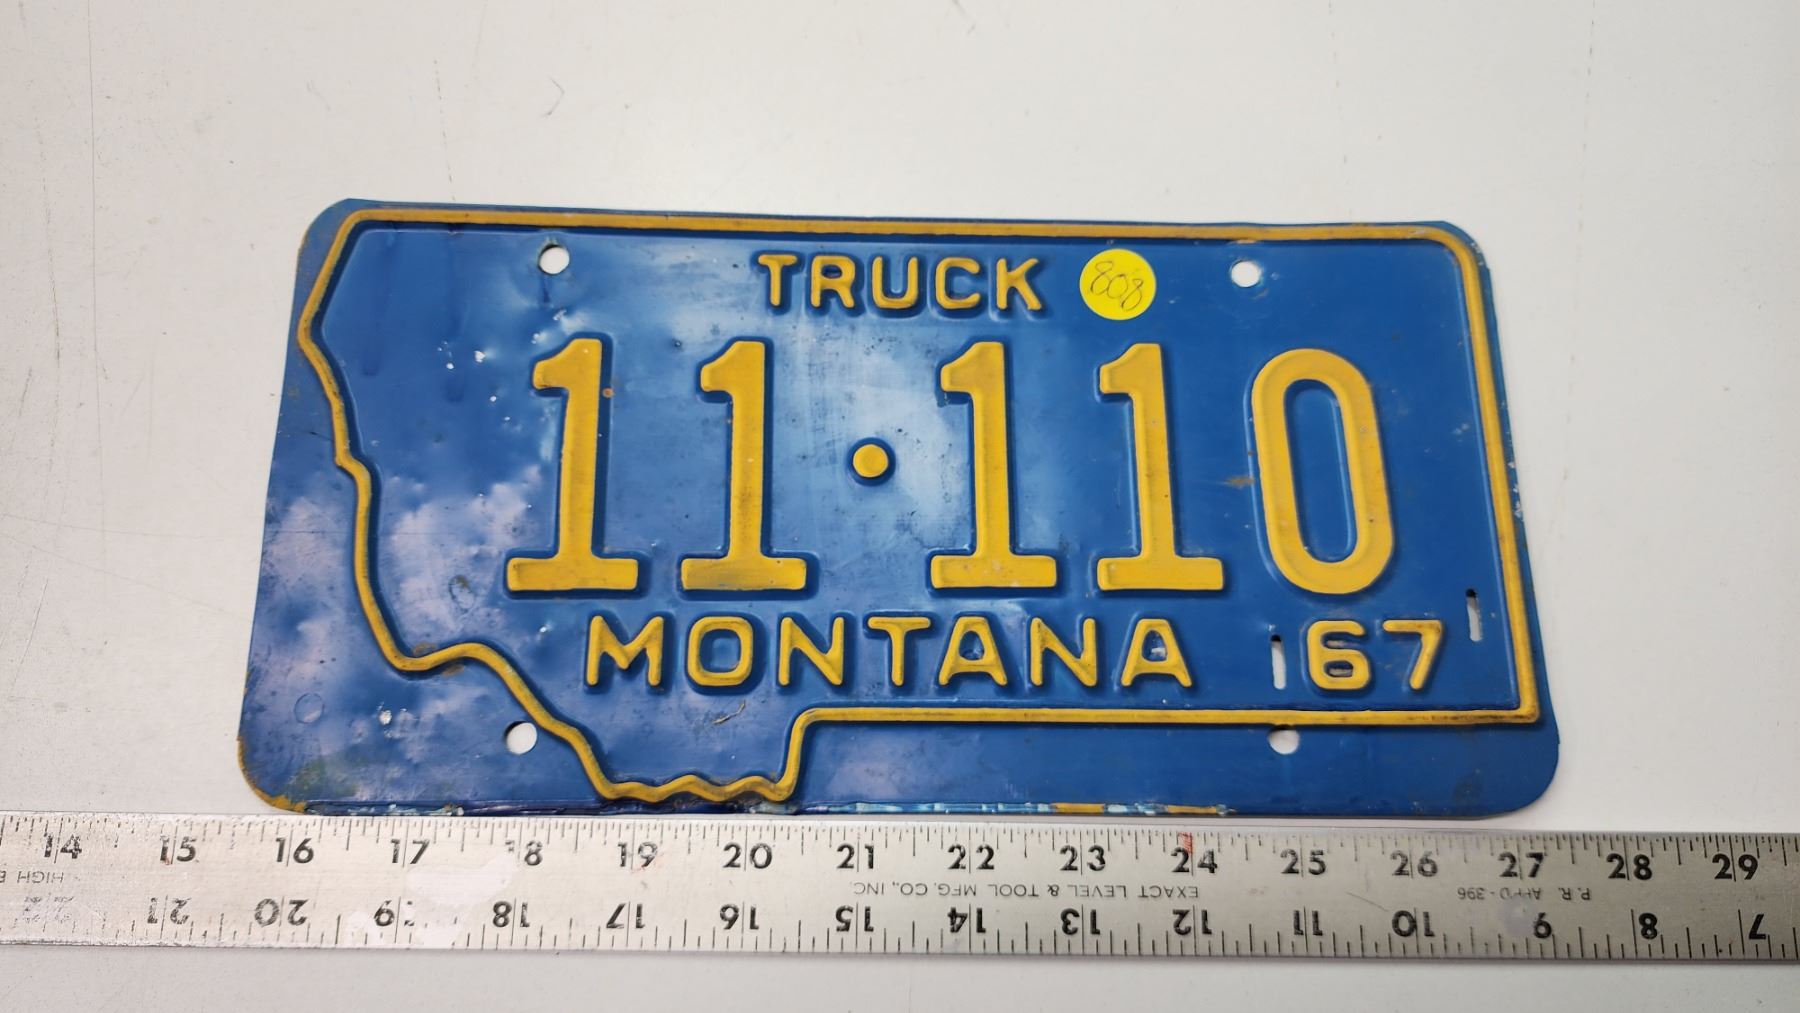 TRUCK
808
11·110
MONTANA 67
14 15 16 17 18 19 20 21 22 23 24 25 26 27 28 29
EXACT LEVEL & TOOL MFG. CO., INC.
21 20 19 18 17 16 15 14 13 12 11 10 9 8 7